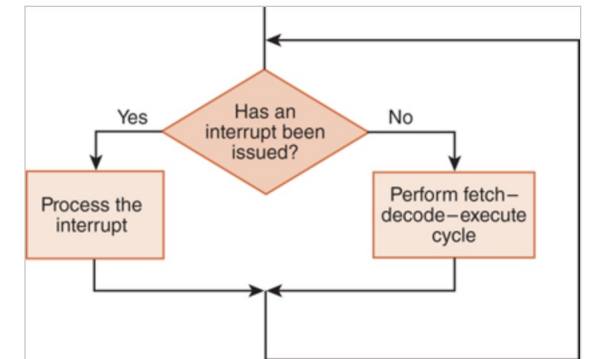 Has an
interrupt been
issued?
Yes
No
Process the
interrupt
Perform fetch–
decode–execute
cycle